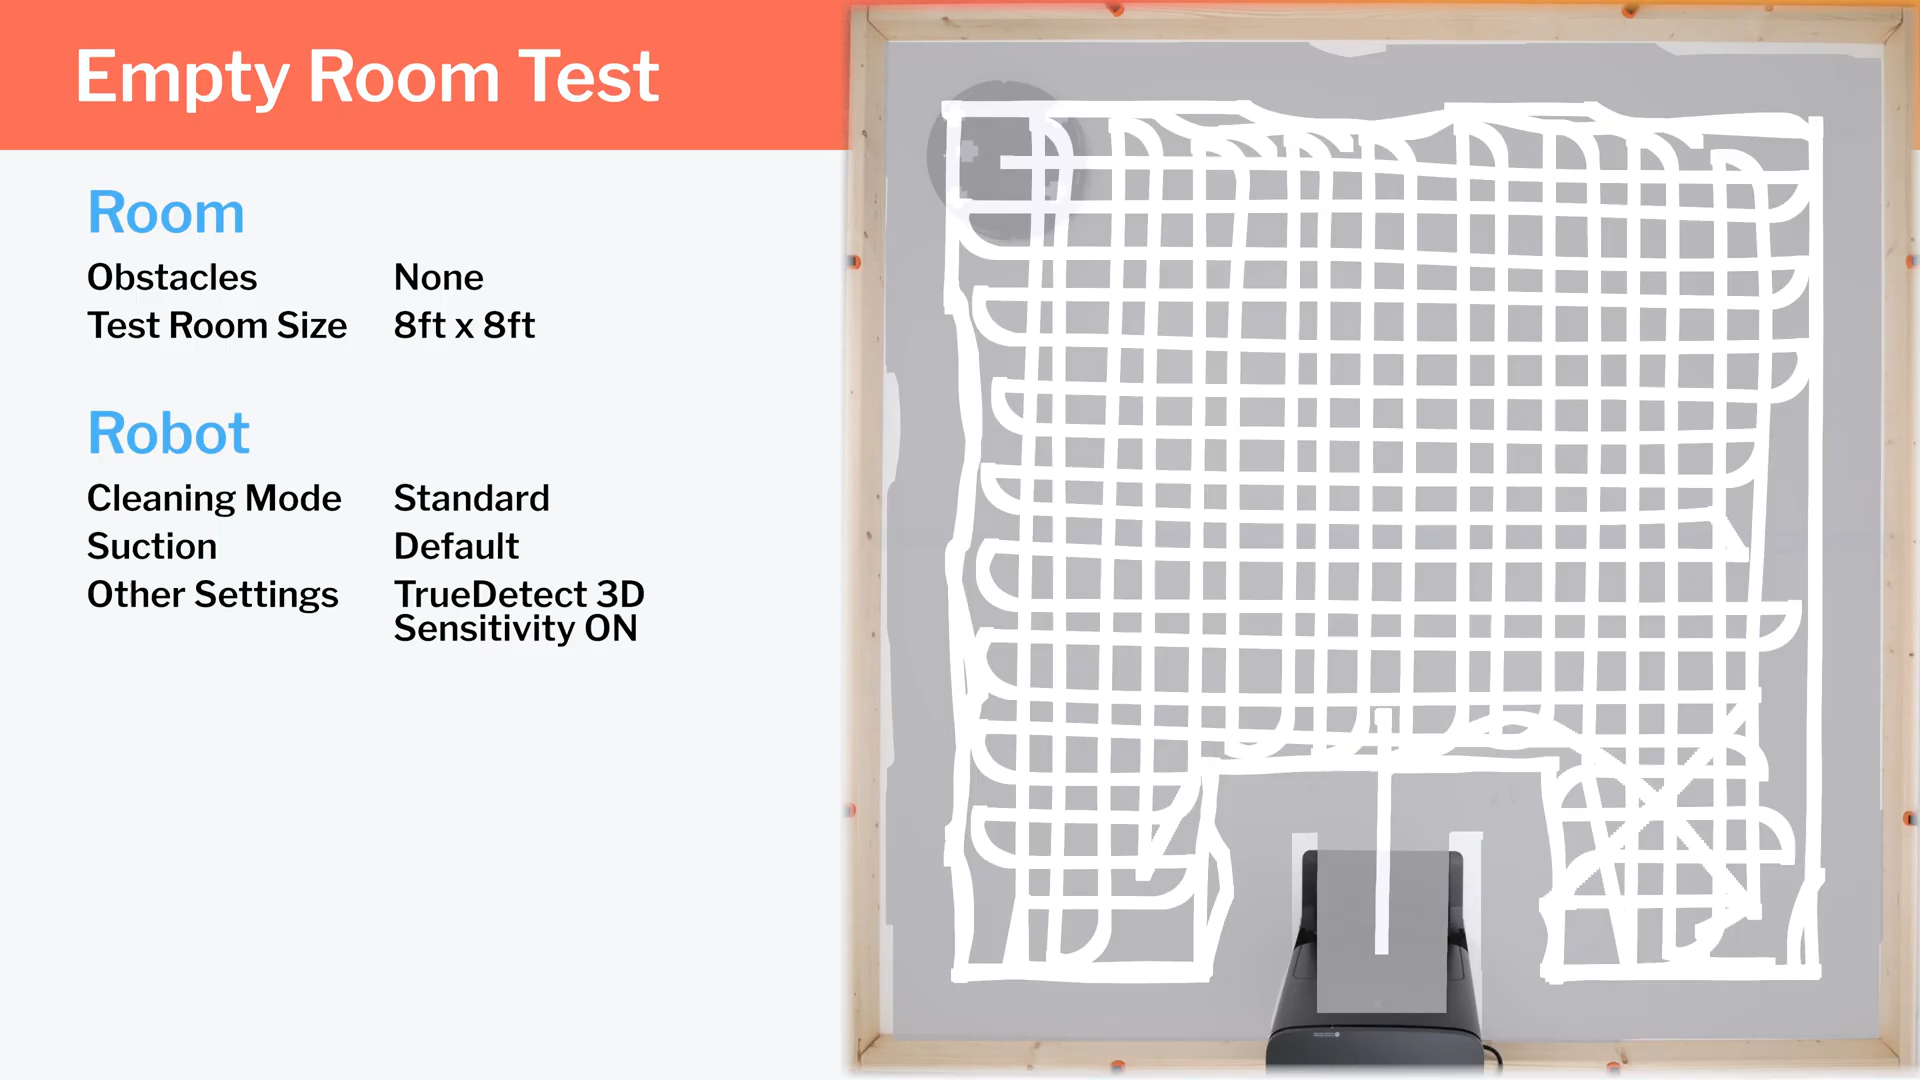 Empty Room Test
Room
Obstacles None
Test Room Size 8ft x 8ft
Robot
Cleaning Mode Standard
Suction Default
Other Settings TrueDetect 3D
Sensitivity ON